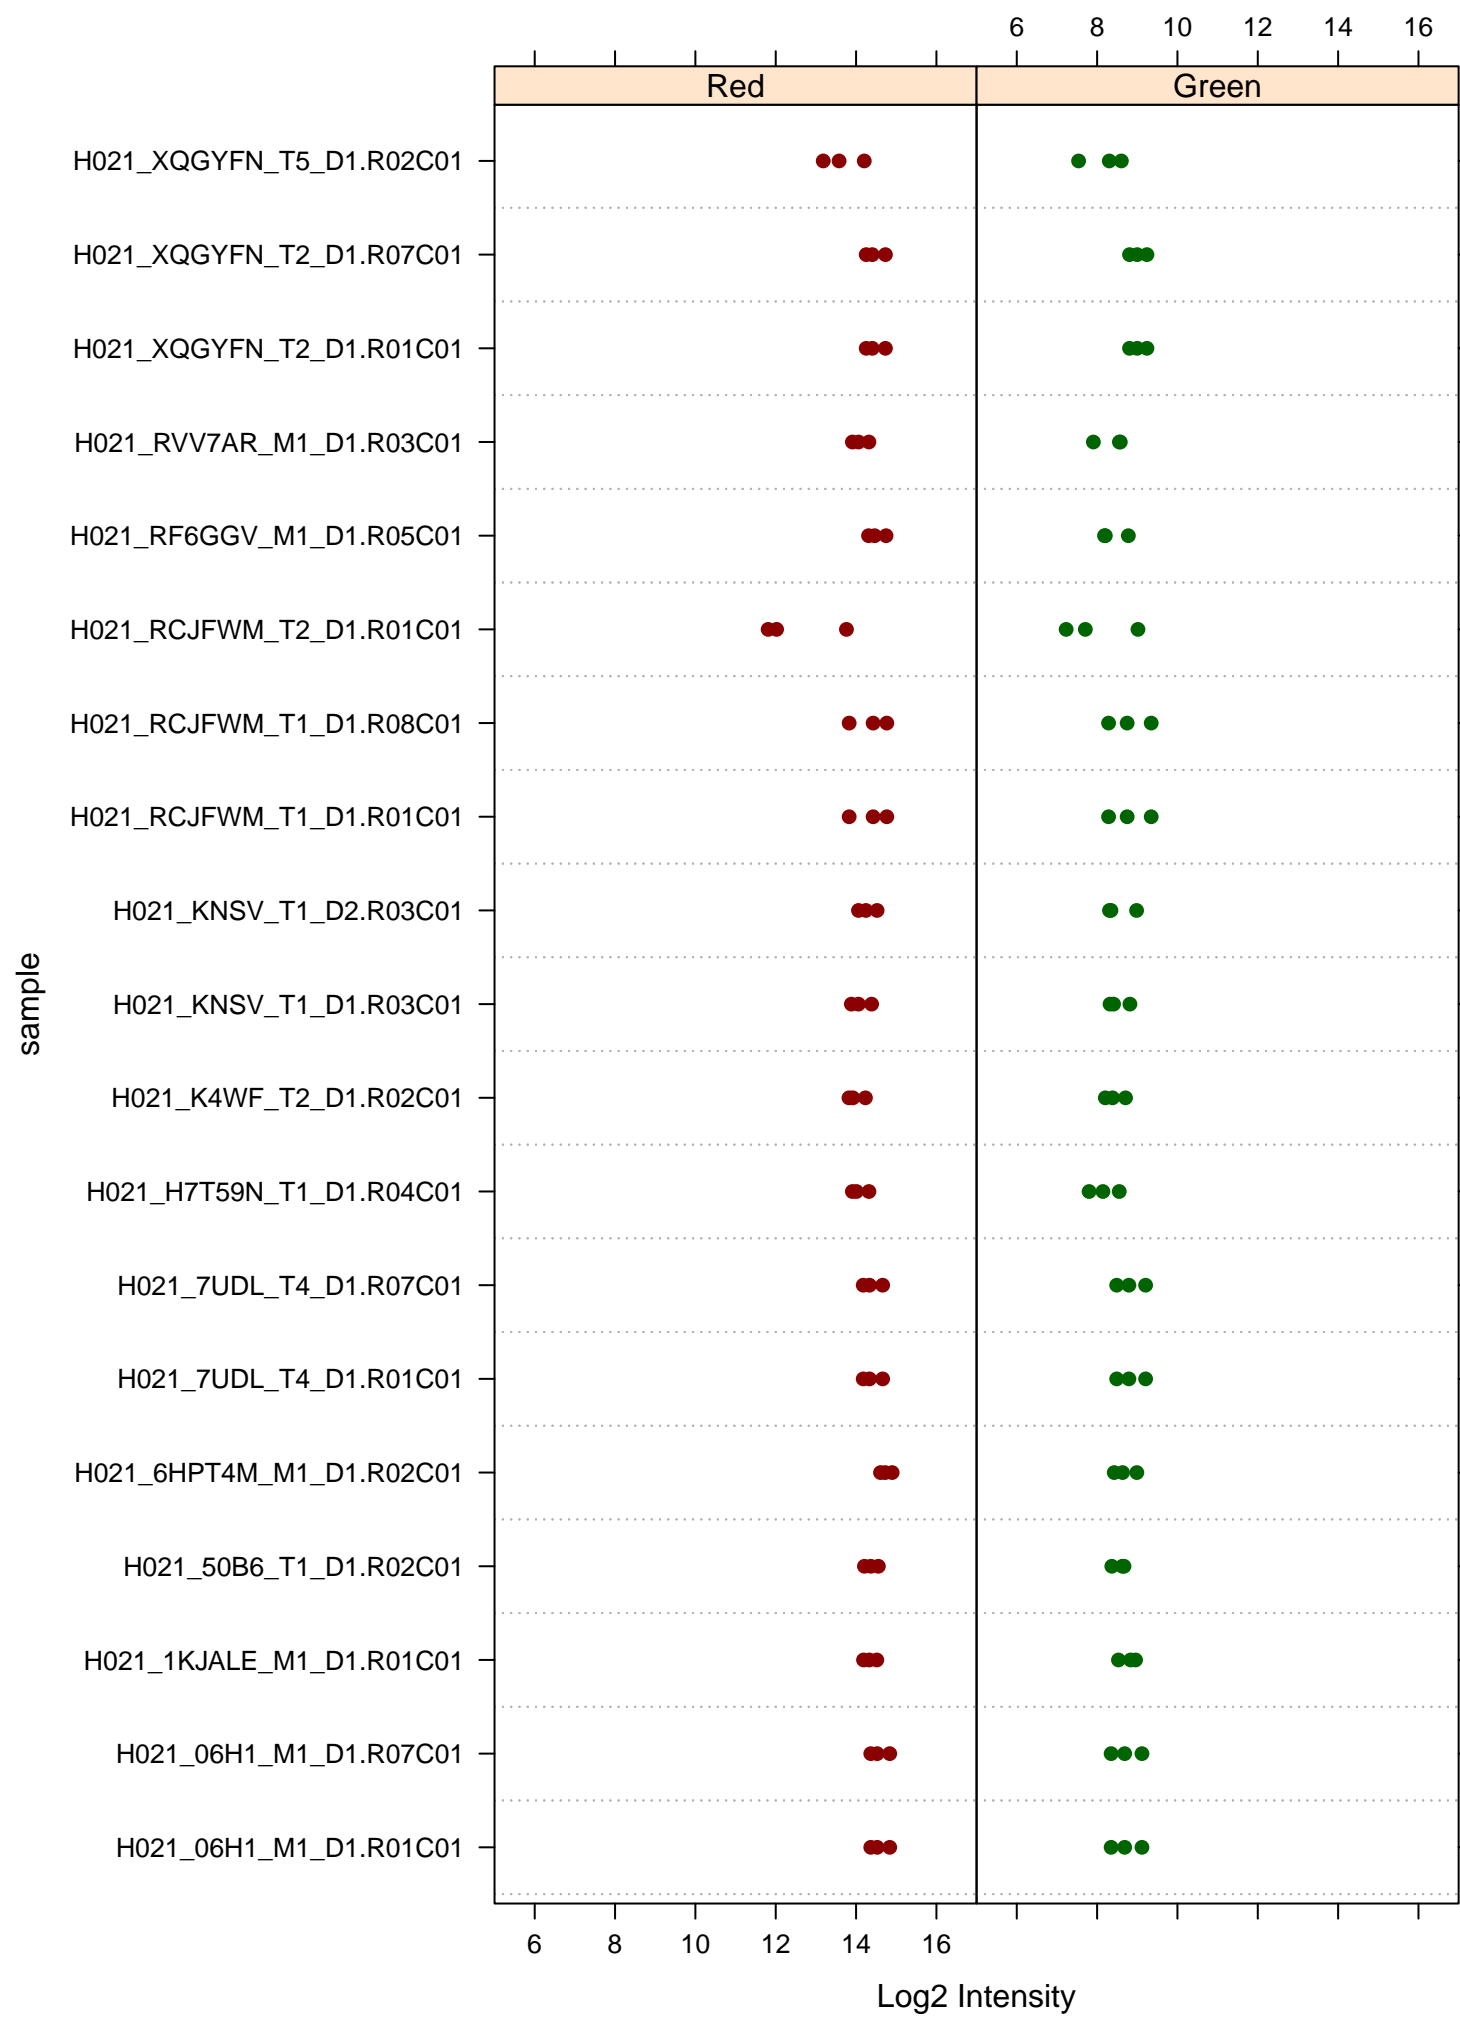 6 8 10 12 14 16
Red Green
H021_XQGYFN_T5_D1.R02C01
H021_XQGYFN_T2_D1.R07C01
H021_XQGYFN_T2_D1.R01C01
H021_RVV7AR_M1_D1.R03C01
H021_RF6GGV_M1_D1.R05C01
H021_RCJFWM_T2_D1.R01C01
H021_RCJFWM_T1_D1.R08C01
H021_RCJFWM_T1_D1.R01C01
H021_KNSV_T1_D2.R03C01
H021_KNSV_T1_D1.R03C01
H021_K4WF_T2_D1.R02C01
H021_H7T59N_T1_D1.R04C01
H021_7UDL_T4_D1.R07C01
H021_7UDL_T4_D1.R01C01
H021_6HPT4M_M1_D1.R02C01
H021_50B6_T1_D1.R02C01
H021_1KJALE_M1_D1.R01C01
H021_06H1_M1_D1.R07C01
H021_06H1_M1_D1.R01C01
sample
6 8 10 12 14 16
Log2 Intensity